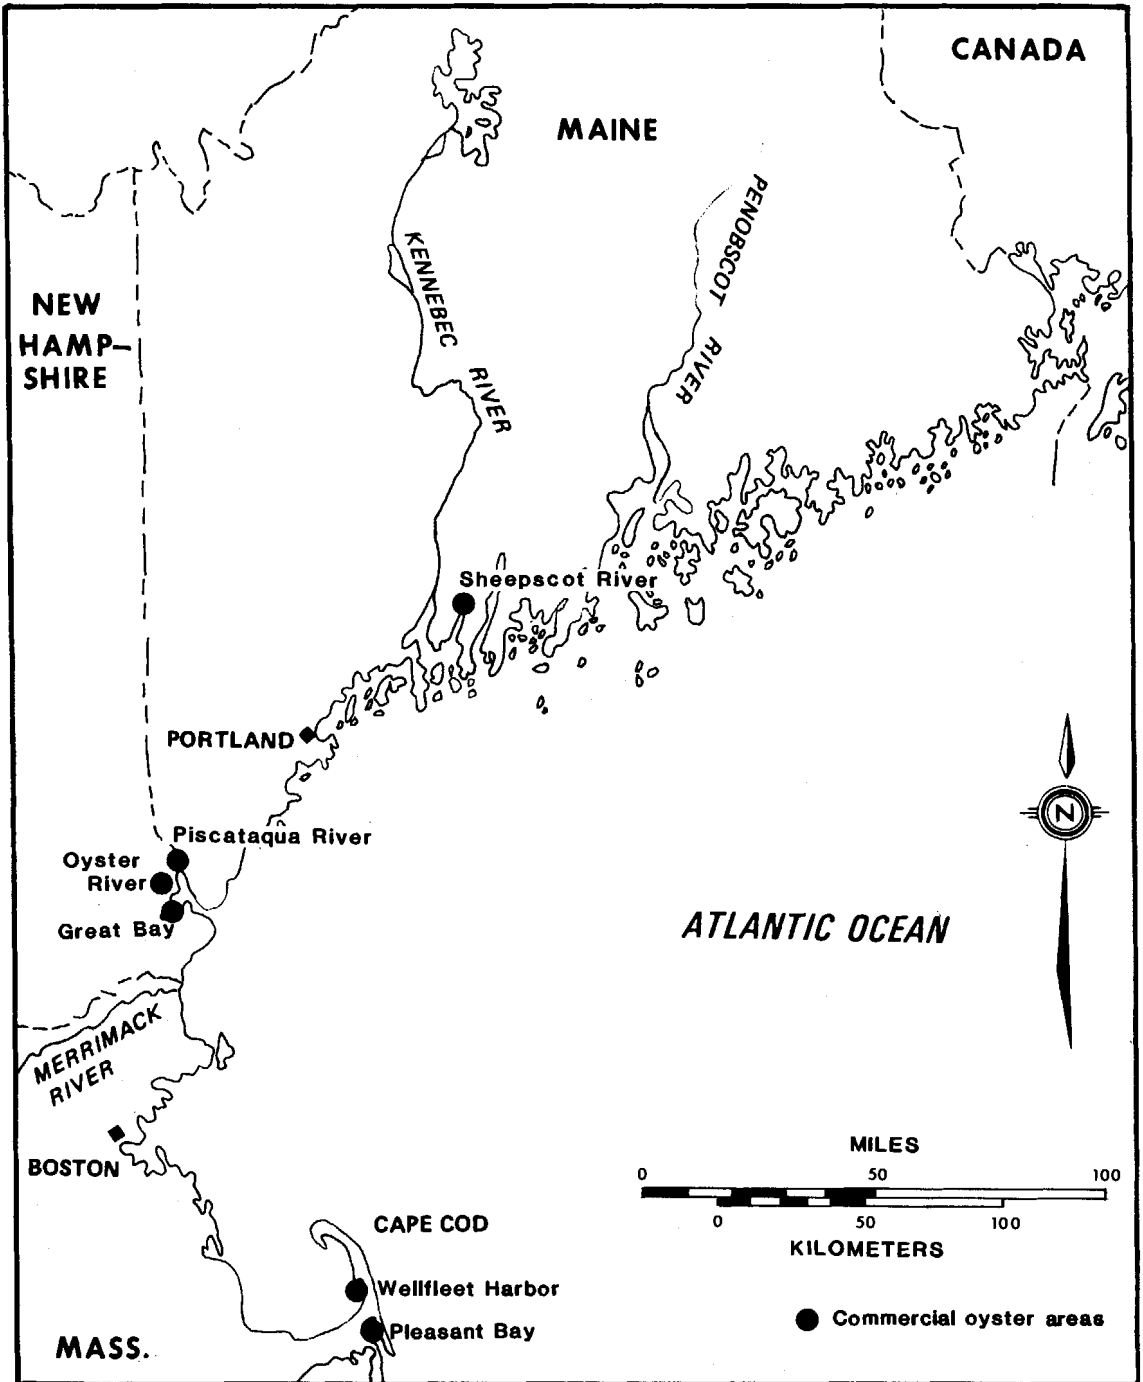 CANADA
MAINE
PENOBSCOT
RIVER
KENNEBEC
RIVER
NEW
HAMP-
SHIRE
Sheepscot River
PORTLAND
N
Piscataqua River
Oyster
River
Great Bay
ATLANTIC OCEAN
MERRIMACK
RIVER
BOSTON
MILES
0 50 100
0 50 100
KILOMETERS
CAPE COD
Wellfleet Harbor
Commercial oyster areas
Pleasant Bay
MASS.